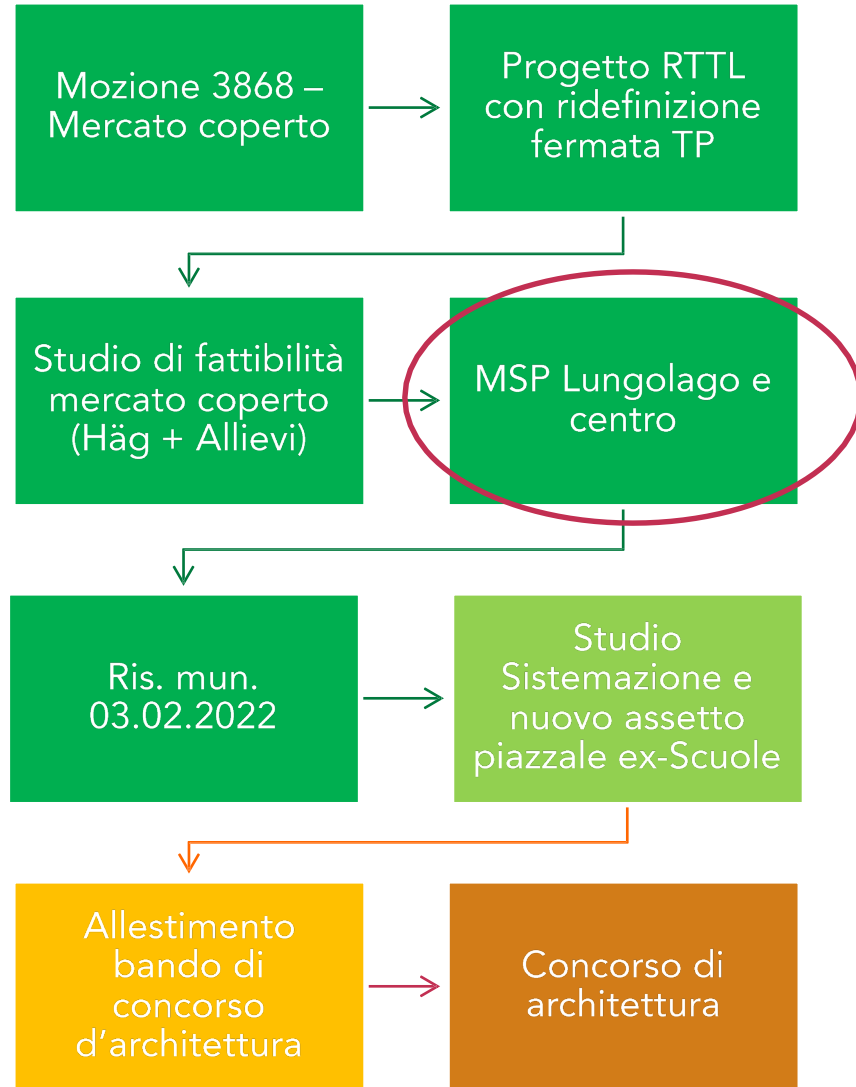 Mozione 3868 –
Mercato coperto
Progetto RTTL
con ridefinizione
fermata TP
Studio di fattibilità
mercato coperto
(Häg + Allievi)
MSP Lungolago e
centro
Ris. mun.
03.02.2022
Studio
Sistemazione e
nuovo assetto
piazzale ex-Scuole
Allestimento
bando di
concorso
d’architettura
Concorso di
architettura